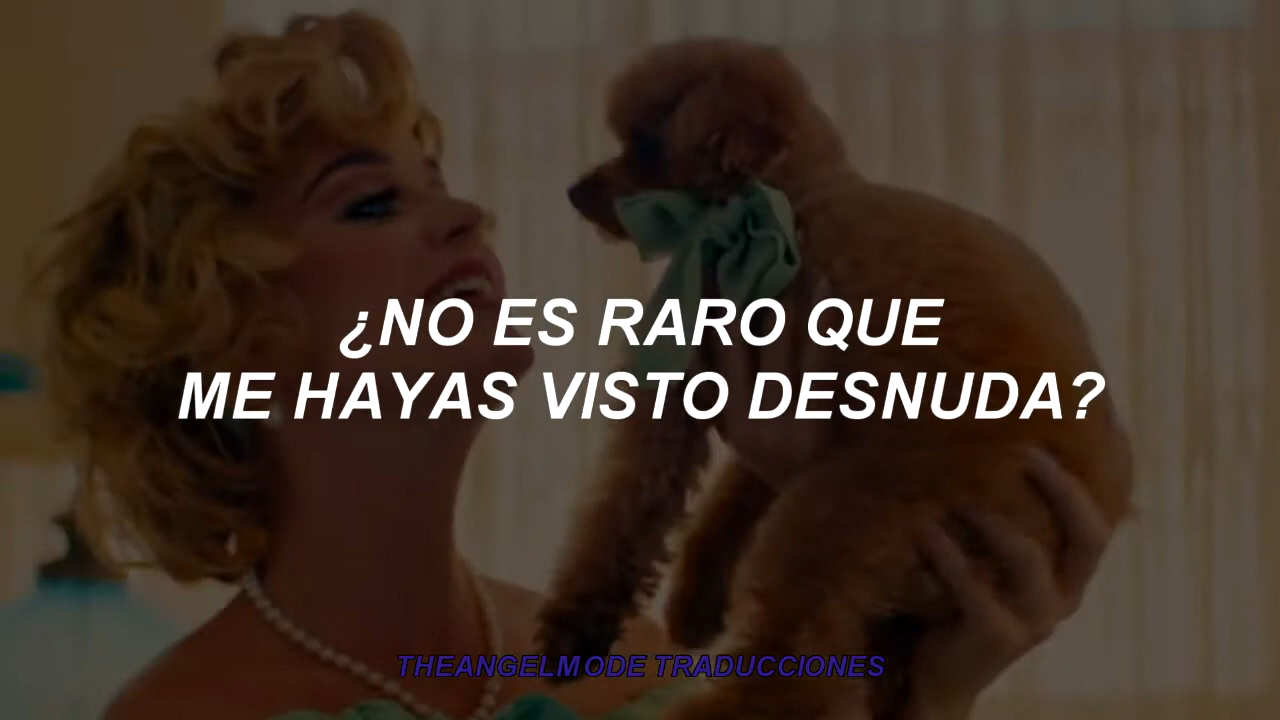 ¿NO ES RARO QUE
ME HAYAS VISTO DESNUDA?
THEANGELMODE TRADUCCIONES